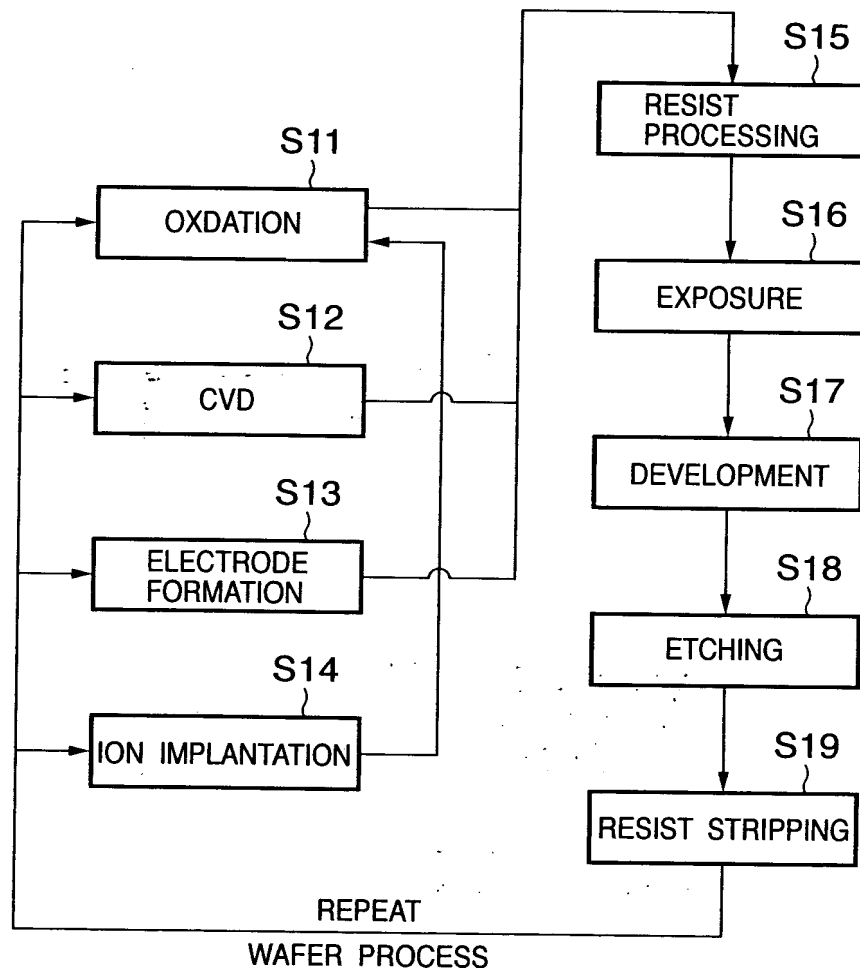 S11
OXDATION
S12
CVD
S13
ELECTRODE
FORMATION
S14
ION IMPLANTATION
S15
RESIST
PROCESSING
S16
EXPOSURE
S17
DEVELOPMENT
S18
ETCHING
S19
RESIST STRIPPING
REPEAT
WAFER PROCESS